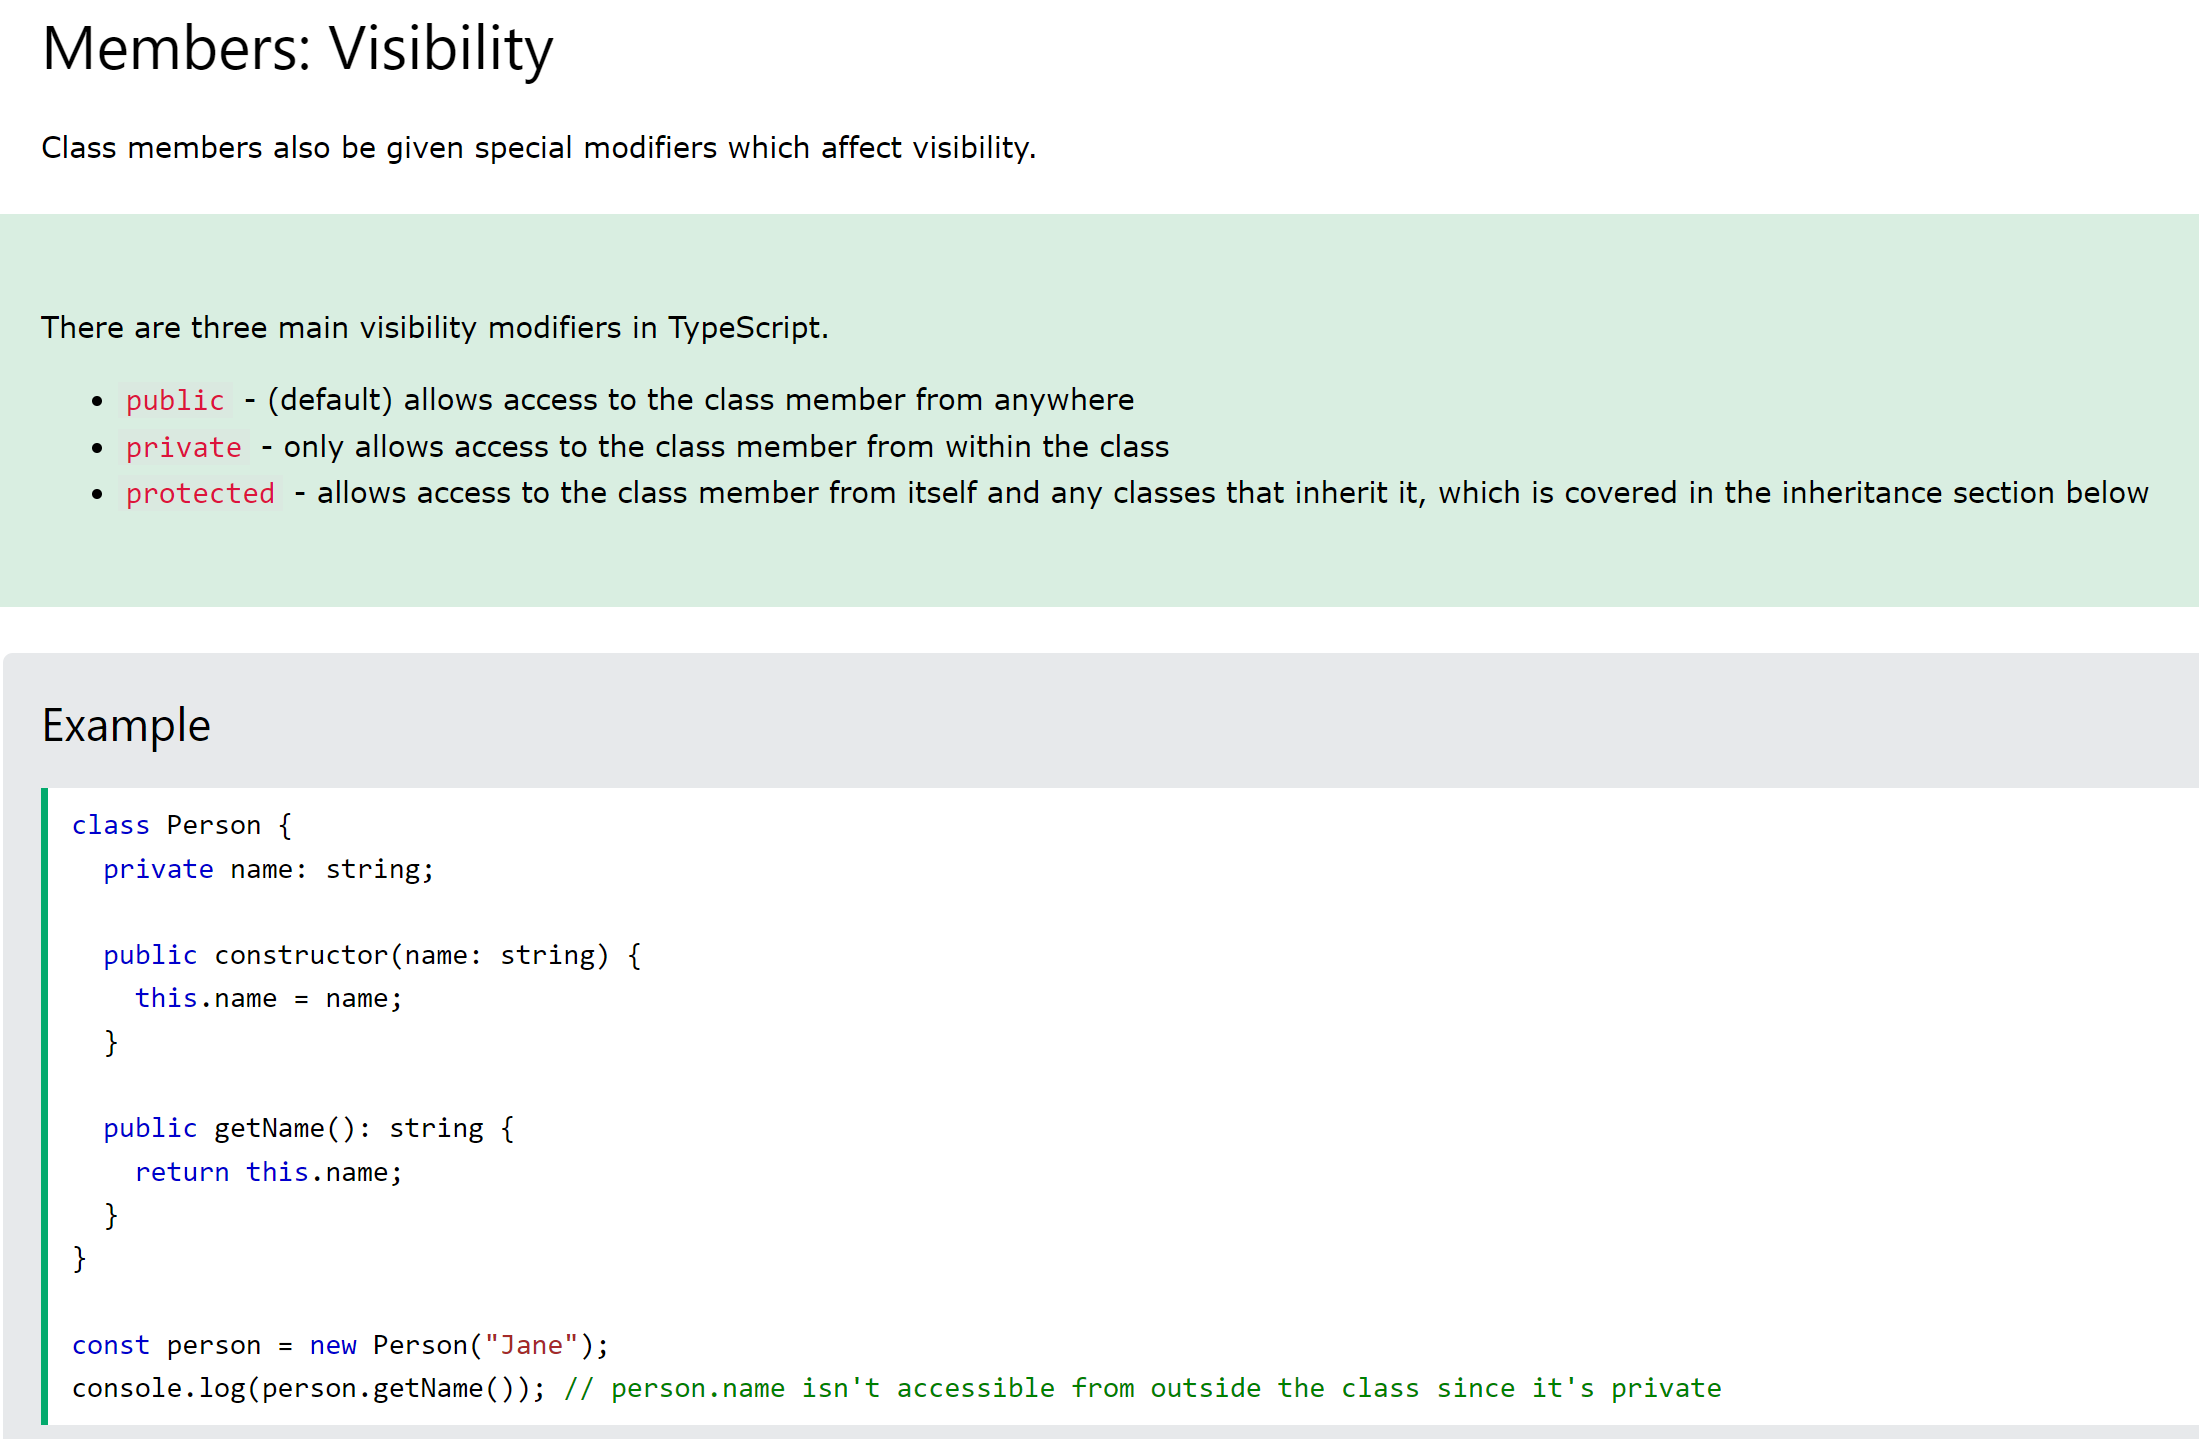 Members: Visibility
Class members also be given special modifiers which affect visibility.
There are three main visibility modifiers in TypeScript.
• public - (default) allows access to the class member from anywhere
• private - only allows access to the class member from within the class
• protected - allows access to the class member from itself and any classes that inherit it, which is covered in the inheritance section below
Example
class Person {
  private name: string;
  public constructor(name: string) {
    this.name = name;
  }
  public getName(): string {
    return this.name;
  }
}
const person = new Person("Jane");
console.log(person.getName()); // person.name isn't accessible from outside the class since it's private